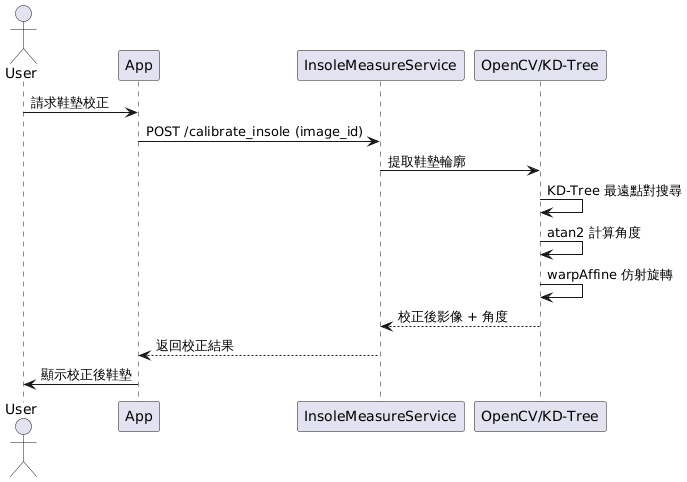 User
App
InsoleMeasureService
OpenCV/KD-Tree
請求鞋墊校正
POST /calibrate_insole (image_id)
提取鞋墊輪廓
KD-Tree 最遠點對搜尋
atan2 計算角度
warpAffine 仿射旋轉
校正後影像 + 角度
返回校正結果
顯示校正後鞋墊
User
App
InsoleMeasureService
OpenCV/KD-Tree